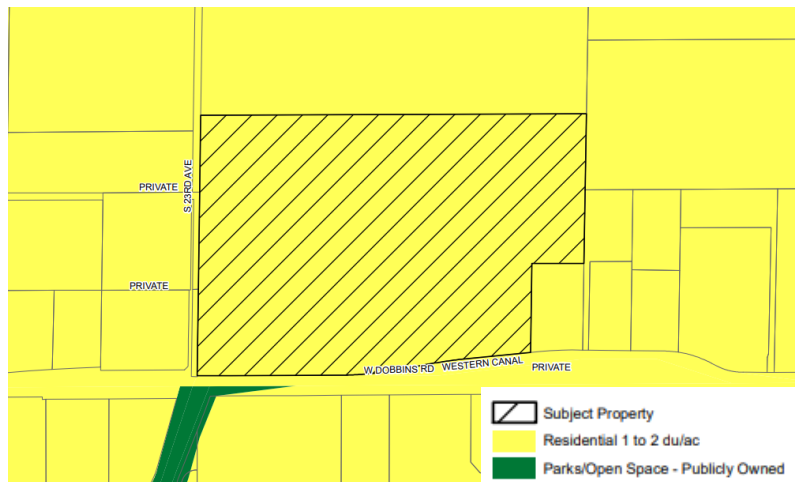 PRIVATE
S 23RD AVE
PRIVATE
W DOBBINS RD WESTERN CANAL PRIVATE
Subject Property
Residential 1 to 2 du/ac
Parks/Open Space - Publicly Owned